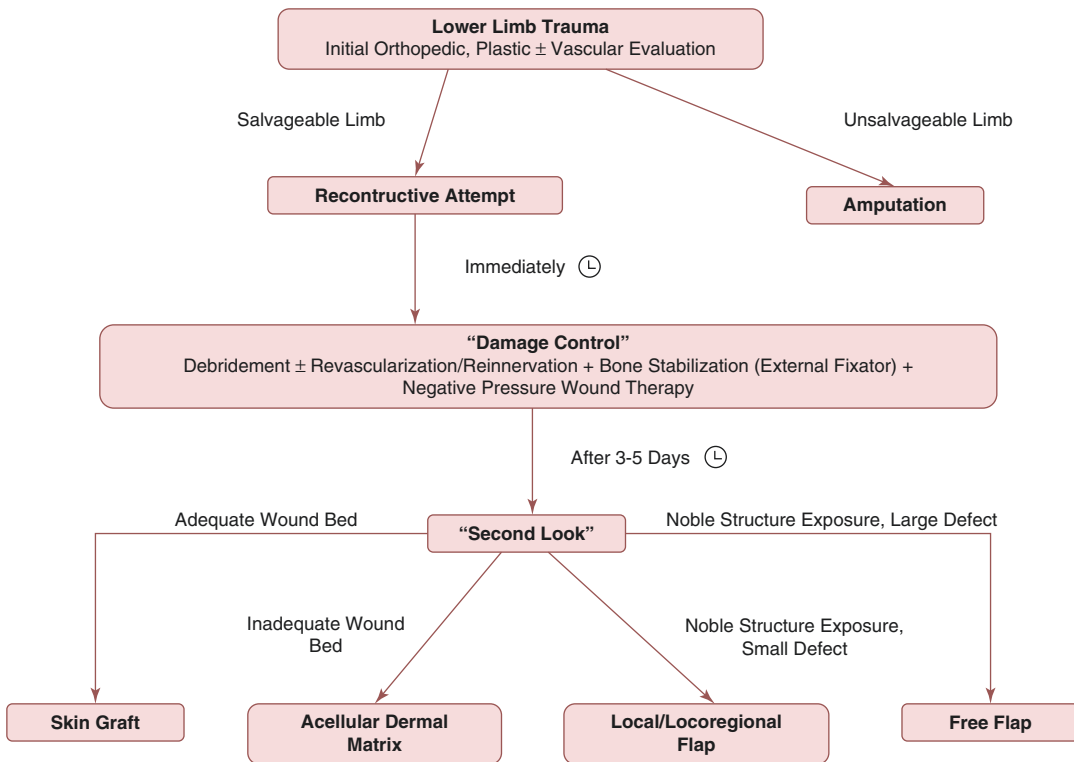 Lower Limb Trauma
Initial Orthopedic, Plastic ± Vascular Evaluation
Salvageable Limb
Unsalvageable Limb
Recontructive Attempt
Amputation
Immediately
“Damage Control”
Debridement ± Revascularization/Reinnervation + Bone Stabilization (External Fixator) +
Negative Pressure Wound Therapy
After 3-5 Days
Adequate Wound Bed
“Second Look”
Noble Structure Exposure, Large Defect
Inadequate Wound
Bed
Noble Structure Exposure,
Small Defect
Skin Graft
Acellular Dermal
Matrix
Local/Locoregional
Flap
Free Flap